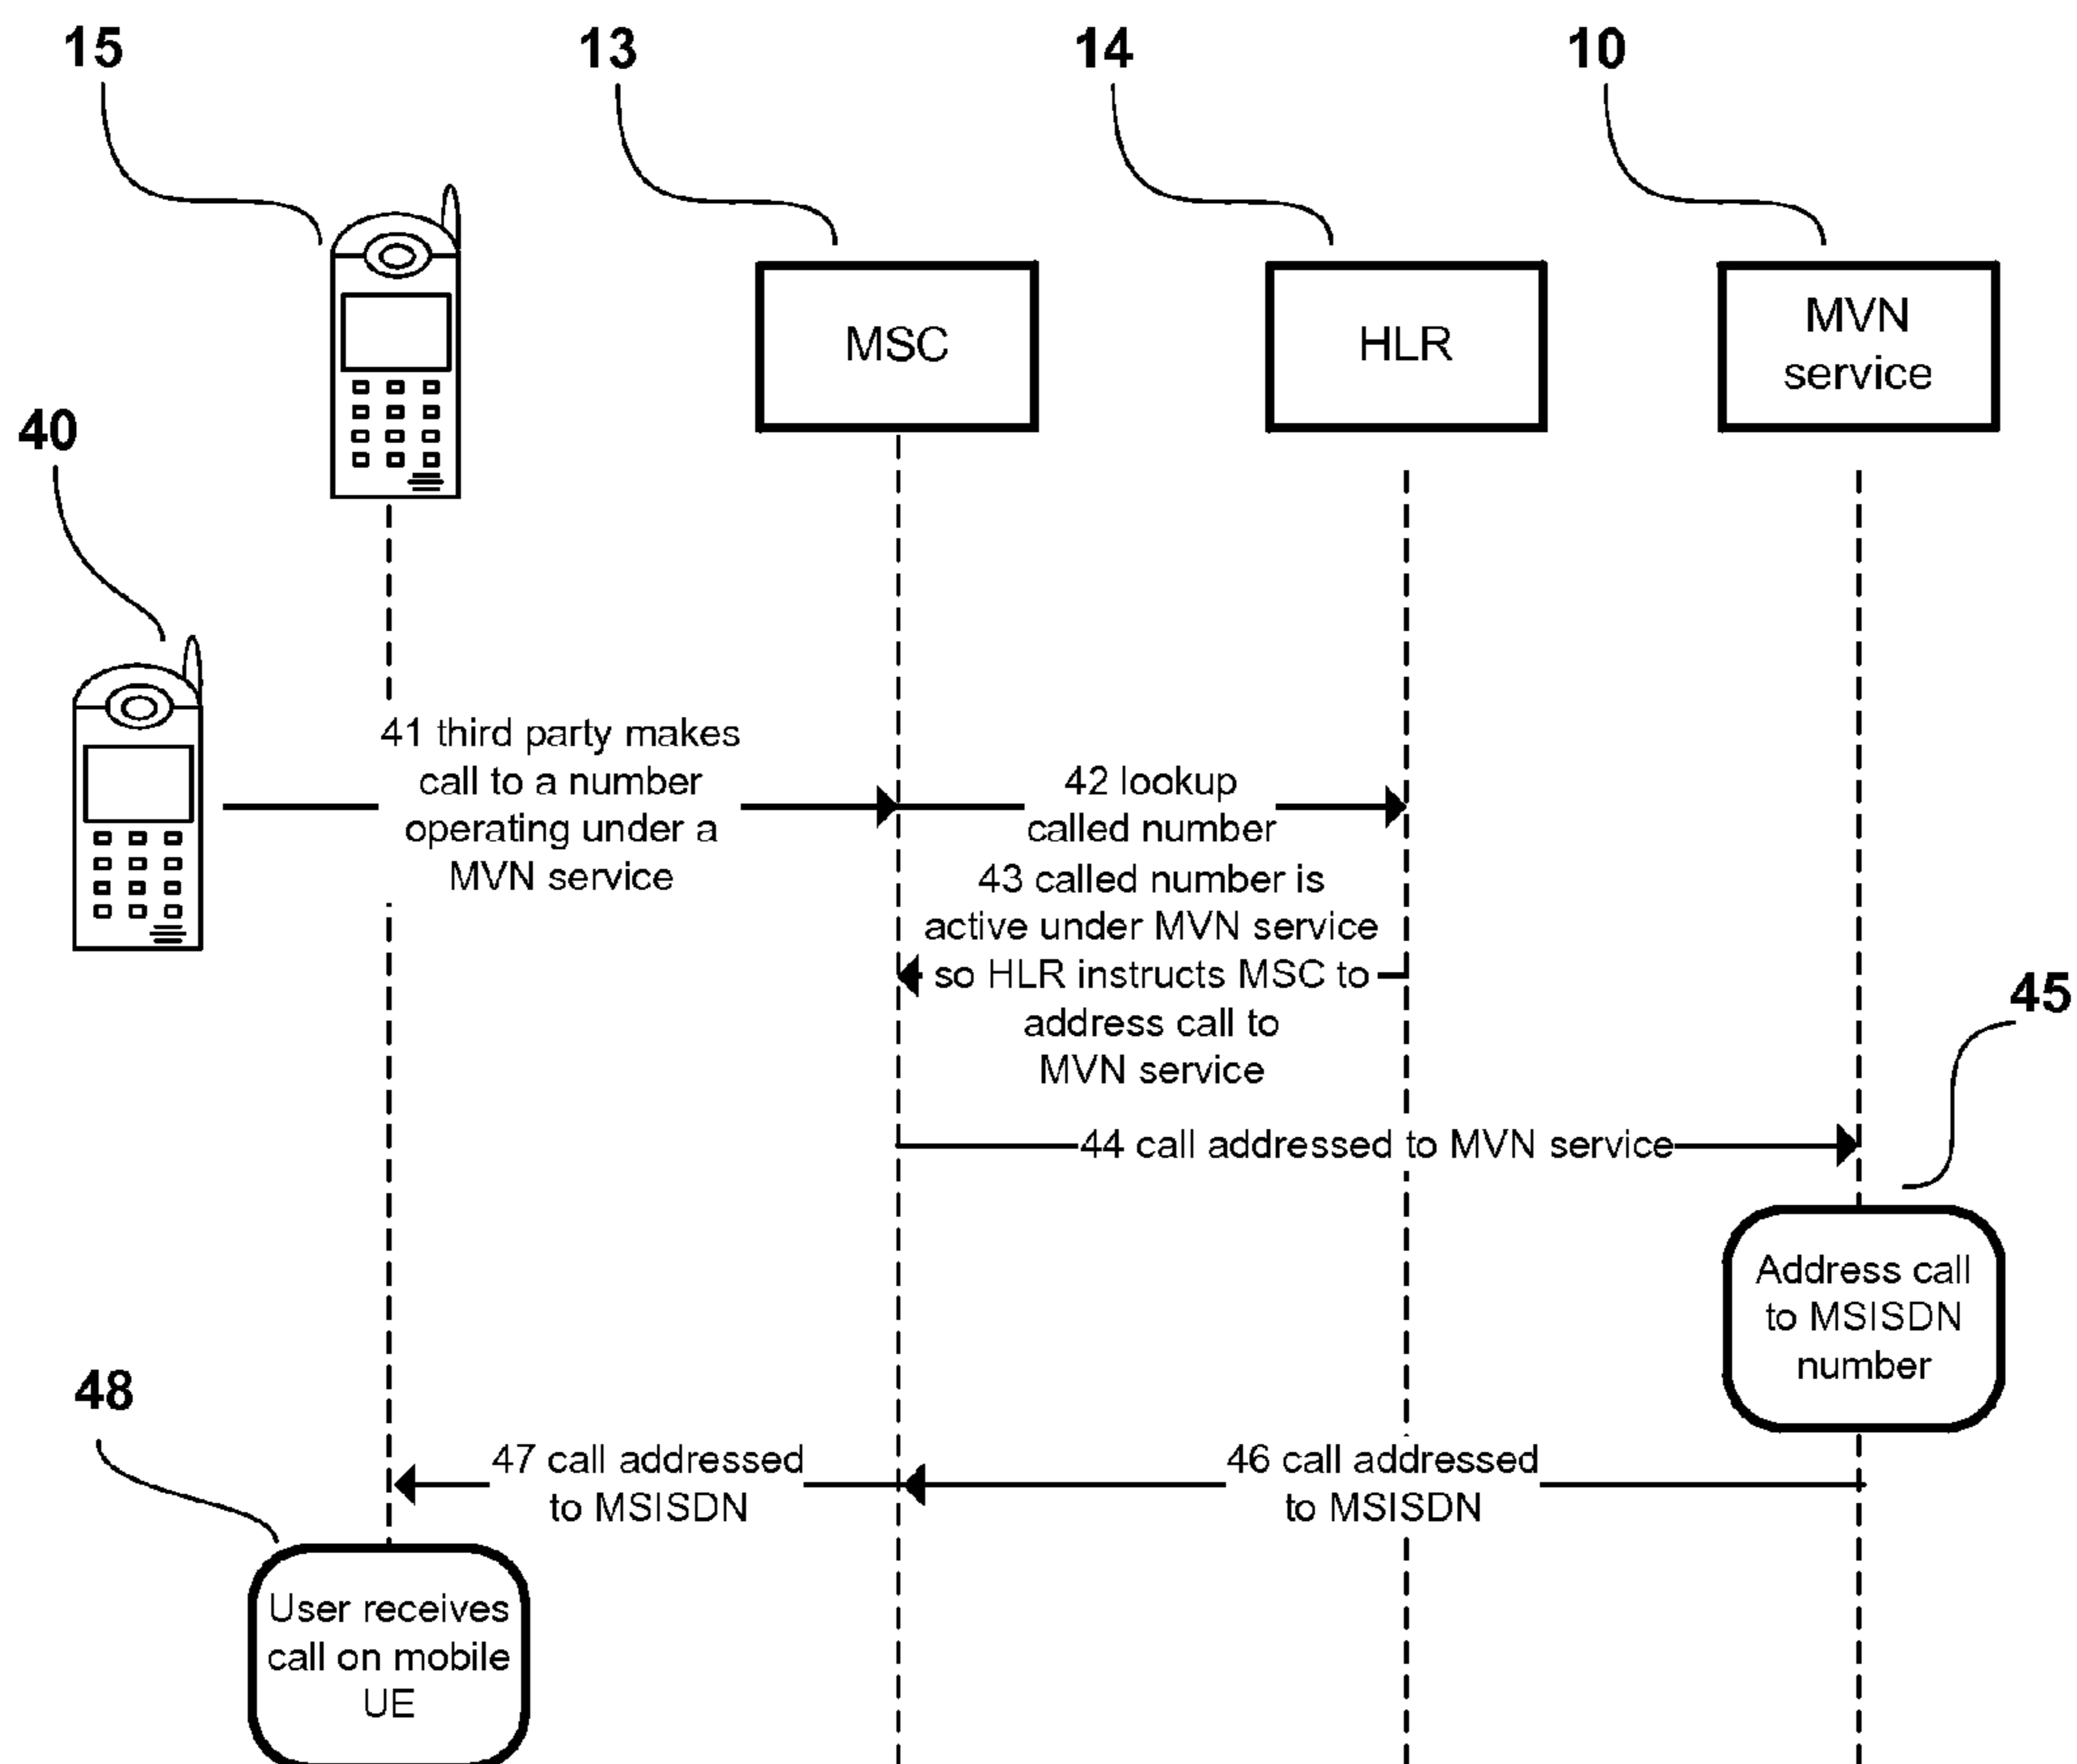 15
13
14
10
MSC
HLR
MVN
service
40
41 third party makes
call to a number
operating under a
MVN service
42 lookup
called number
43 called number is
active under MVN service
so HLR instructs MSC to
address call to
MVN service
45
44 call addressed to MVN service
Address call
to MSISDN
number
48
47 call addressed
to MSISDN
46 call addressed
to MSISDN
User receives
call on mobile
UE